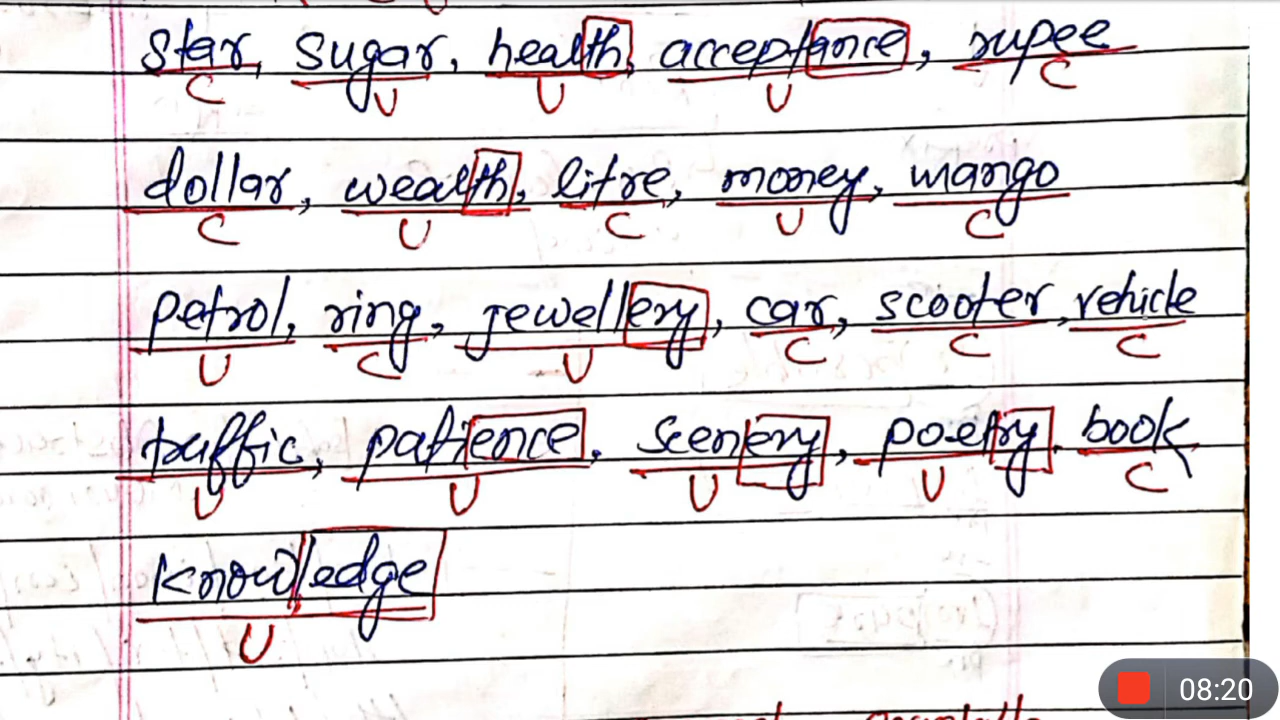 star, sugar, health, acceptance, rupee
C U U U C
dollar, wealth, litre, money, mango
C U C U C
petrol, ring, jewellery, car, scooter, vehicle
U C U C C C
traffic, patience, scenery, poetry, book
U U U U C
knowledge
U
08:20